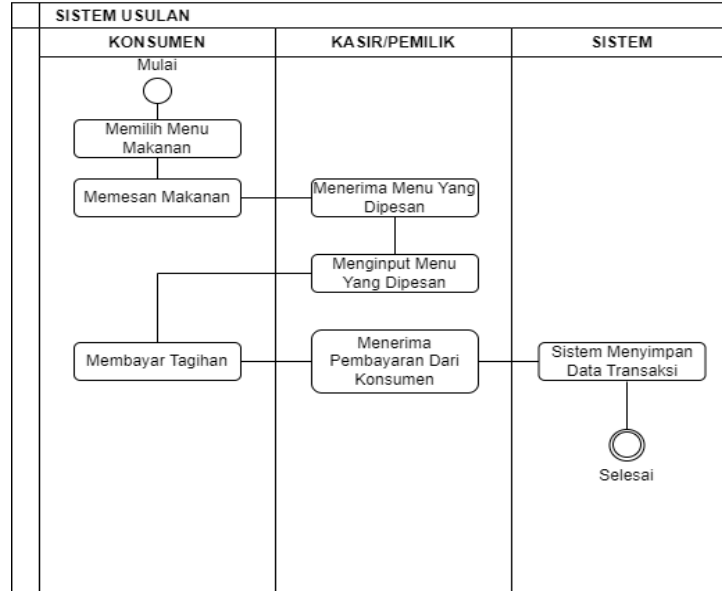 SISTEM USULAN
KONSUMEN
KASIR/PEMILIK
SISTEM
Mulai
Memilih Menu
Makanan
Memesan Makanan
Menerima Menu Yang
Dipesan
Menginput Menu
Yang Dipesan
Membayar Tagihan
Menerima
Pembayaran Dari
Konsumen
Sistem Menyimpan
Data Transaksi
Selesai